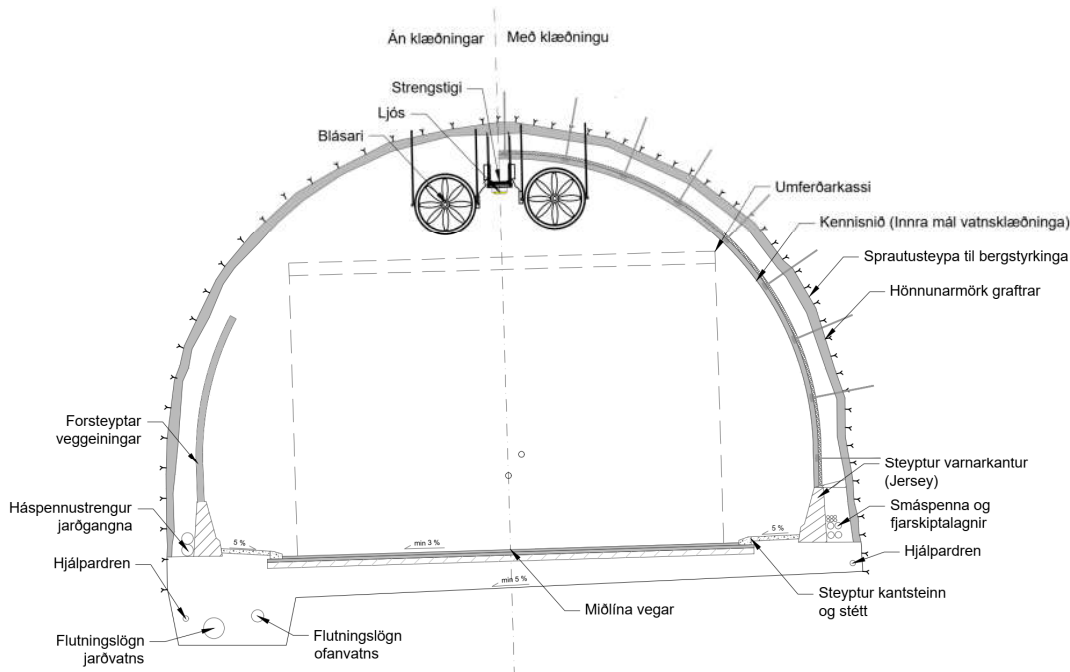 Án klæðningar
Með klæðningu
Strengstigi
Ljós
Blásari
Umferðarkassi
Kennisnið (Innra mál vatnsklæðninga)
Sprautusteypa til bergstyrkinga
Hönnunarmörk graftrar
Forsteyptar
veggeiningar
Steyptur varnarkantur
(Jersey)
Háspennustrengur
jarðgangna
Smáspenna og
fjarskiptalagnir
5 %
min 3 %
5 %
Hjálpardren
Hjálpardren
min 5 %
Steyptur kantsteinn
og stétt
Miðlína vegar
Flutningslögn
jarðvatns
Flutningslögn
ofanvatns